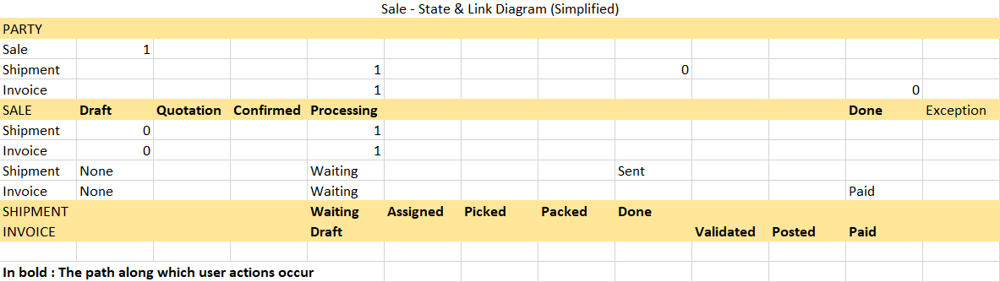 Sale - State & Link Diagram (Simplified)
PARTY
Sale 1
Shipment 1 0
Invoice 1 0
SALE Draft Quotation Confirmed Processing Done Exception
Shipment 0 1
Invoice 0 1
Shipment None Waiting Sent
Invoice None Waiting Paid
SHIPMENT Waiting Assigned Picked Packed Done
INVOICE Draft Validated Posted Paid
In bold : The path along which user actions occur